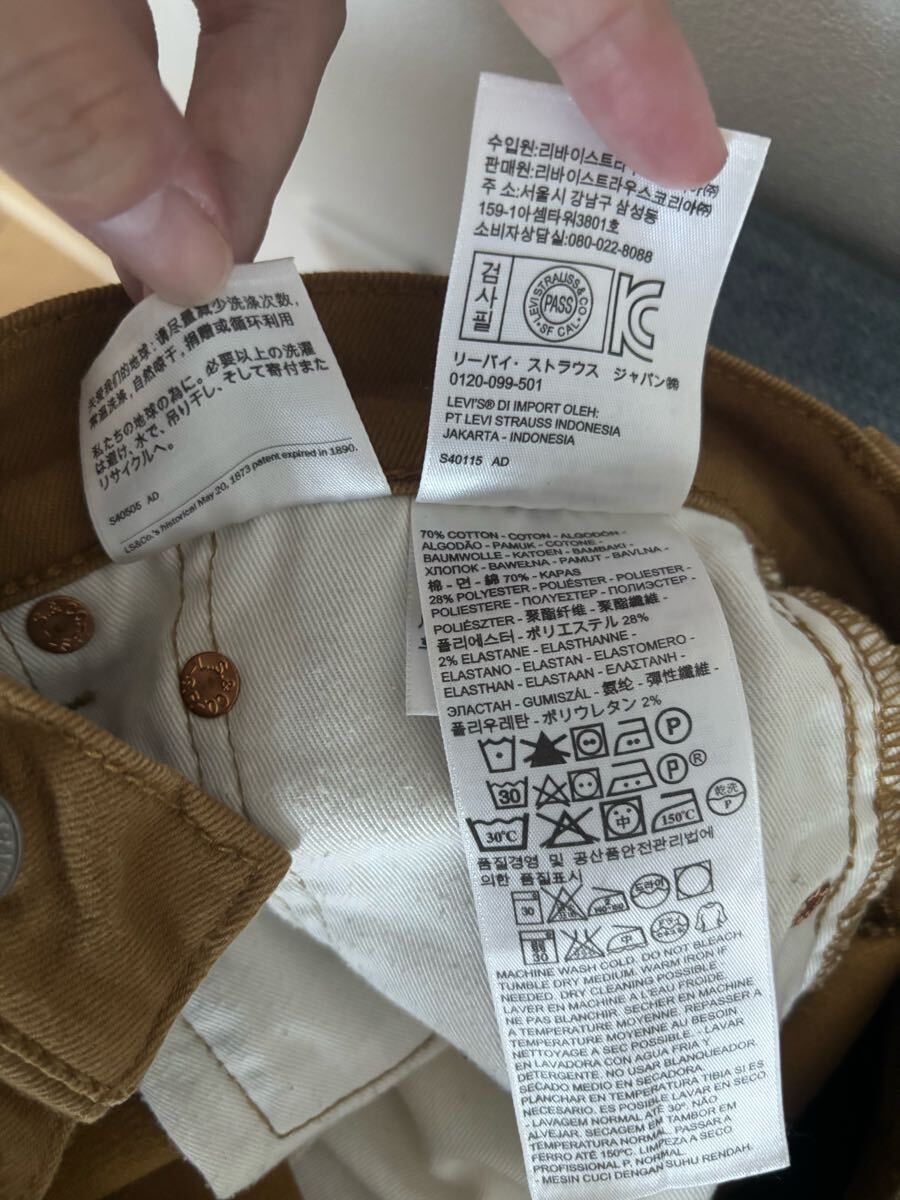 关爱我们的地球:请尽量减少洗涤次数,
常温洗涤,自然晾干,捐赠或循环利用
私たちの地球の為に。必要以上の洗濯
は避け、水で、吊り干し、そして寄付また
リサイクルへ。
S40505 AD
LS&Co.'s historical May 20, 1873 patent expired in 1890.
수입원:리바이스트라
판매원:리바이스트라우스코리아㈜
주 소:서울시 강남구 삼성동
159-1아셈타워3801호
소비자상담실:080-022-8088
검사필
LEVI STRAUSS & CO.
PASS
SF CAL
リーバイ・ストラウス ジャパン㈱
0120-099-501
LEVI'S® DI IMPORT OLEH:
PT LEVI STRAUSS INDONESIA
JAKARTA - INDONESIA
S40115 AD
70% COTTON - COTON - ALGODÓN -
ALGODÃO - PAMUK - COTONE -
BAUMWOLLE - KATOEN - BAMBAKI -
ХЛОПОК - BAWEŁNA - PAMUT - BAVLNA -
棉 - 면 - 綿 70% - KAPAS
28% POLYESTER - POLIÉSTER - POLIESTER -
POLIESTERE - ΠΟΛΥΕΣΤΕΡ - ПОЛИЭСТЕР -
POLIÉSZTER - 聚酯纤维 - 聚酯纖維 -
폴리에스터 - ポリエステル 28%
2% ELASTANE - ELASTHANNE -
ELASTANO - ELASTAN - ELASTOMERO -
ELASTHAN - ELASTAAN - ΕΛΑΣΤΑΝΗ -
ЭЛАСТАН - GUMISZÁL - 氨纶 - 彈性纖維 -
폴리우레탄 - ポリウレタン 2%
P
30 P ®
30℃ 中 150℃ 乾洗 P
품질경영 및 공산품안전관리법에
의한 품질표시
30 드라이
30 中
MACHINE WASH COLD. DO NOT BLEACH.
TUMBLE DRY MEDIUM. WARM IRON IF
NEEDED. DRY CLEANING POSSIBLE -
LAVER EN MACHINE A L'EAU FROIDE.
NE PAS BLANCHIR. SECHER EN MACHINE
A TEMPERATURE MOYENNE. REPASSER A
TEMPERATURE MOYENNE AU BESOIN
NETTOYAGE A SEC POSSIBLE - LAVAR
EN LAVADORA CON AGUA FRIA Y
DETERGENTE. NO USAR BLANQUEADOR.
SECADO MEDIO EN SECADORA.
PLANCHAR EN TEMPERATURA TIBIA SI ES
NECESARIO. ES POSIBLE LAVAR EN SECO.
LAVAGEM NORMAL ATÉ 30º. NÃO
ALVEJAR. SECAGEM EM TAMBOR EM
TEMPERATURA NORMAL. PASSAR A
FERRO ATÉ 150ºC. LIMPEZA A SECO
PROFISSIONAL P, NORMAL
- MESIN CUCI DENGAN SUHU RENDAH.